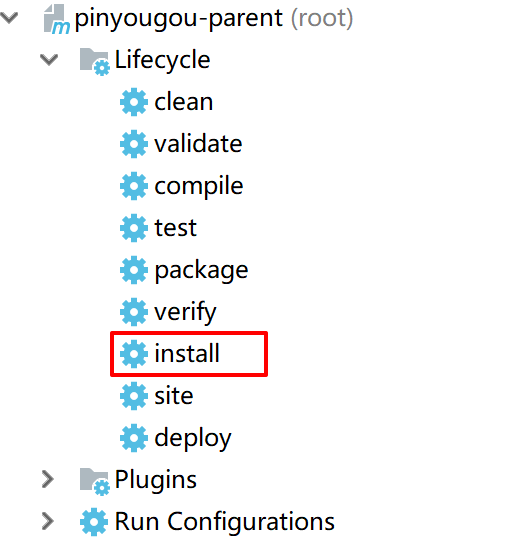 pinyougou-parent (root)
Lifecycle
clean
validate
compile
test
package
verify
install
site
deploy
Plugins
Run Configurations